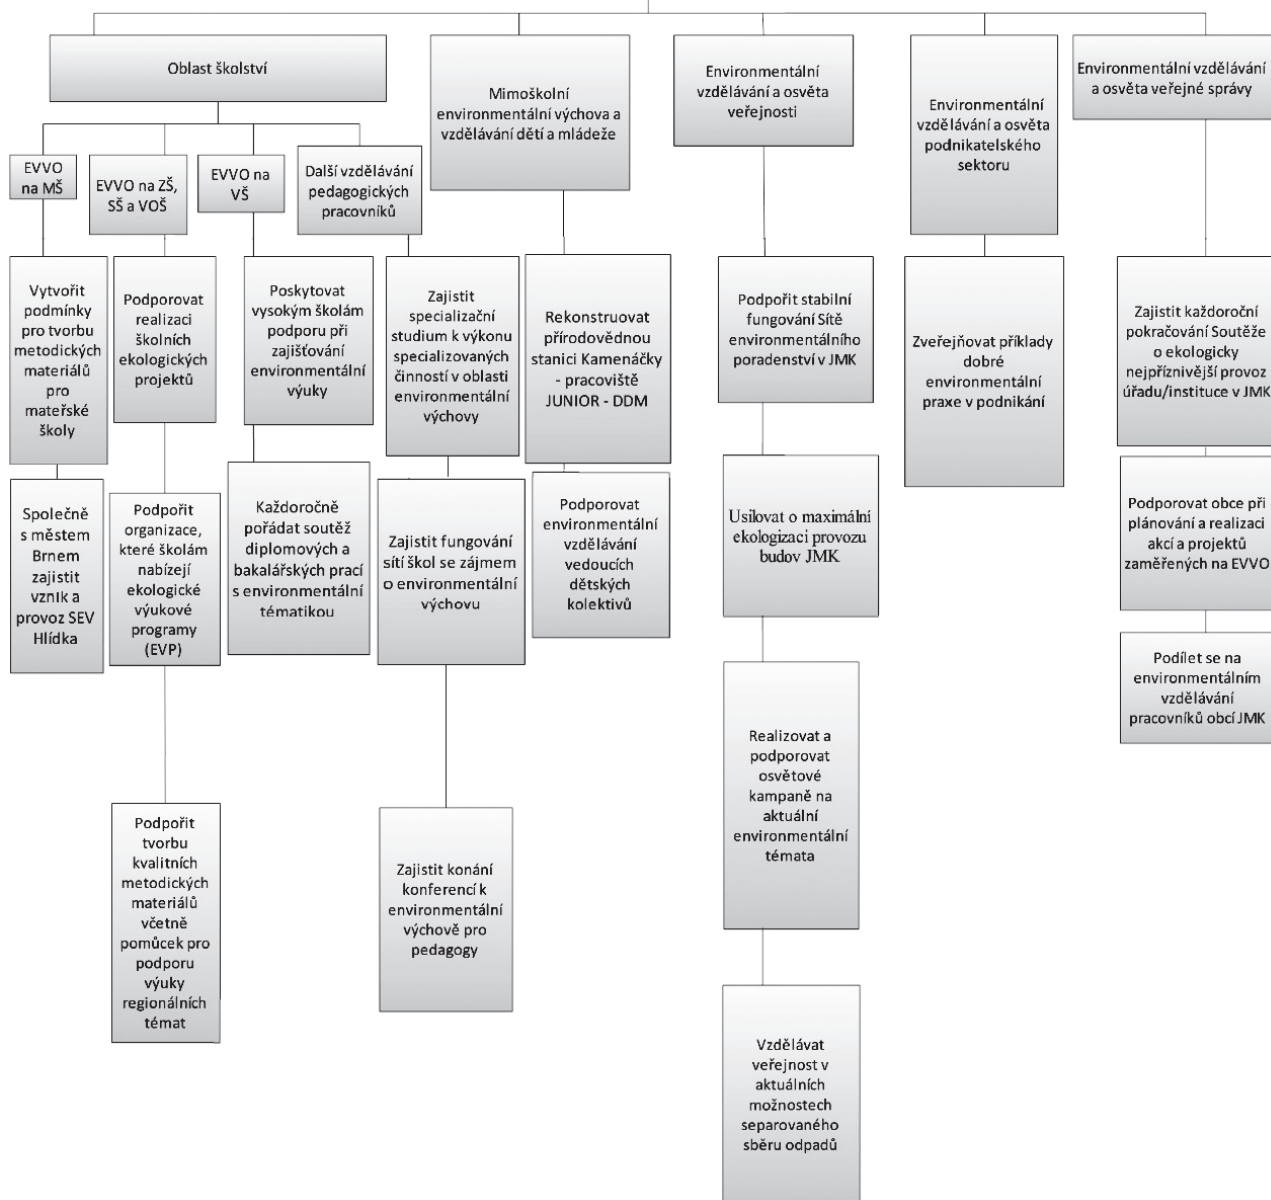 Oblast školství
EVVO
na MŠ
Vytvořit
podmínky
pro tvorbu
metodických
materiálů
pro
mateřské
školy
Společně
s městem
Brnem
zajistit
vznik a
provoz SEV
Hlídka
EVVO na ZŠ,
SŠ a VOŠ
Podporovat
realizaci
školních
ekologických
projektů
Podpořit
organizace,
které školám
nabízejí
ekologické
výukové
programy
(EVP)
Podpořit
tvorbu
kvalitních
metodických
materiálů
včetně
pomůcek pro
podporu
výuky
regionálních
témat
EVVO na
VŠ
Poskytovat
vysokým školám
podporu při
zajišťování
environmentální
výuky
Každoročně
pořádat soutěž
diplomových a
bakalářských prací
s environmentální
tématikou
Další vzdělávání
pedagogických
pracovníků
Zajistit
specializační
studium k výkonu
specializovaných
činností v oblasti
environmentální
výchovy
Zajistit fungování
sítí škol se zájmem
o environmentální
výchovu
Zajistit konání
konferencí k
environmentální
výchově pro
pedagogy
Mimoškolní
environmentální výchova a
vzdělávání dětí a mládeže
Rekonstruovat
přírodovědnou
stanici Kamenáčky
- pracoviště
JUNIOR - DDM
Podporovat
environmentální
vzdělávání
vedoucích
dětských
kolektivů
Environmentální
vzdělávání a osvěta
veřejnosti
Podpořit stabilní
fungování Sítě
environmentálního
poradenství v JMK
Usilovat o maximální
ekologizaci provozu
budov JMK
Realizovat a
podporovat
osvětové
kampaně na
aktuální
environmentální
témata
Vzdělávat
veřejnost v
aktuálních
možnostech
separovaného
sběru odpadů
Environmentální
vzdělávání a osvěta
podnikatelského
sektoru
Zveřejňovat příklady
dobré
environmentální
praxe v podnikání
Environmentální vzdělávání
a osvěta veřejné správy
Zajistit každoroční
pokračování Soutěže
o ekologicky
nejpříznivější provoz
úřadu/instituce v JMK
Podporovat obce při
plánování a realizaci
akcí a projektů
zaměřených na EVVO
Podílet se na
environmentálním
vzdělávání
pracovníků obcí JMK